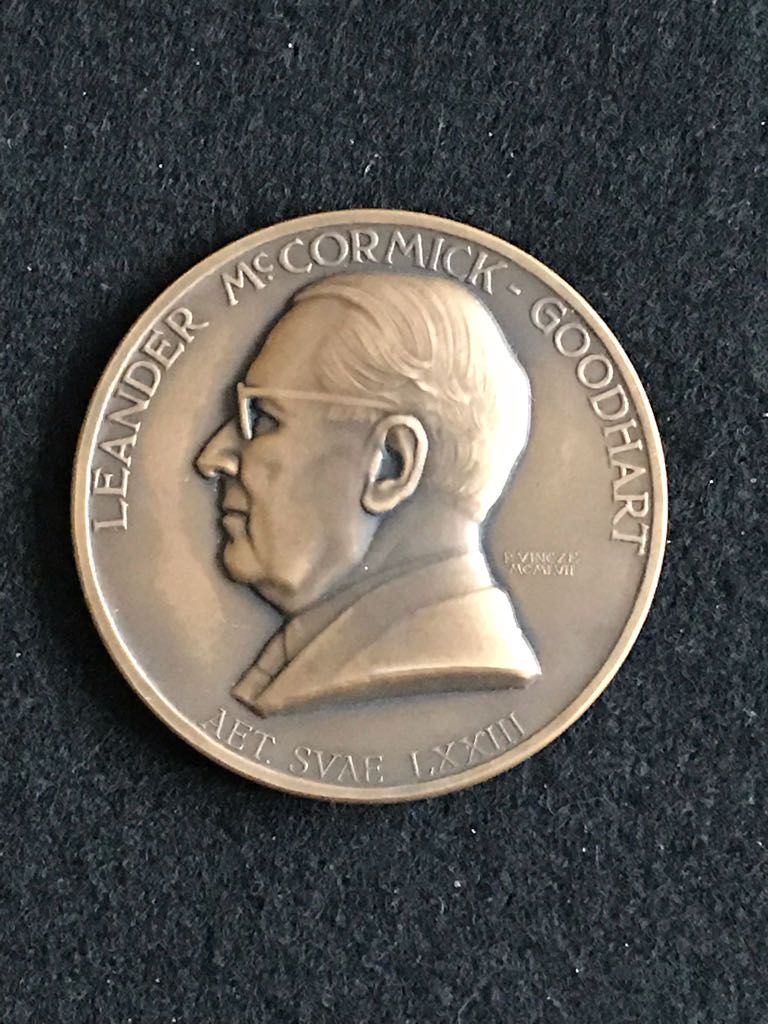 LEANDER McCORMICK - GOODHART
P. VINCZE
MCMLVII
AET. SVAE LXXIII